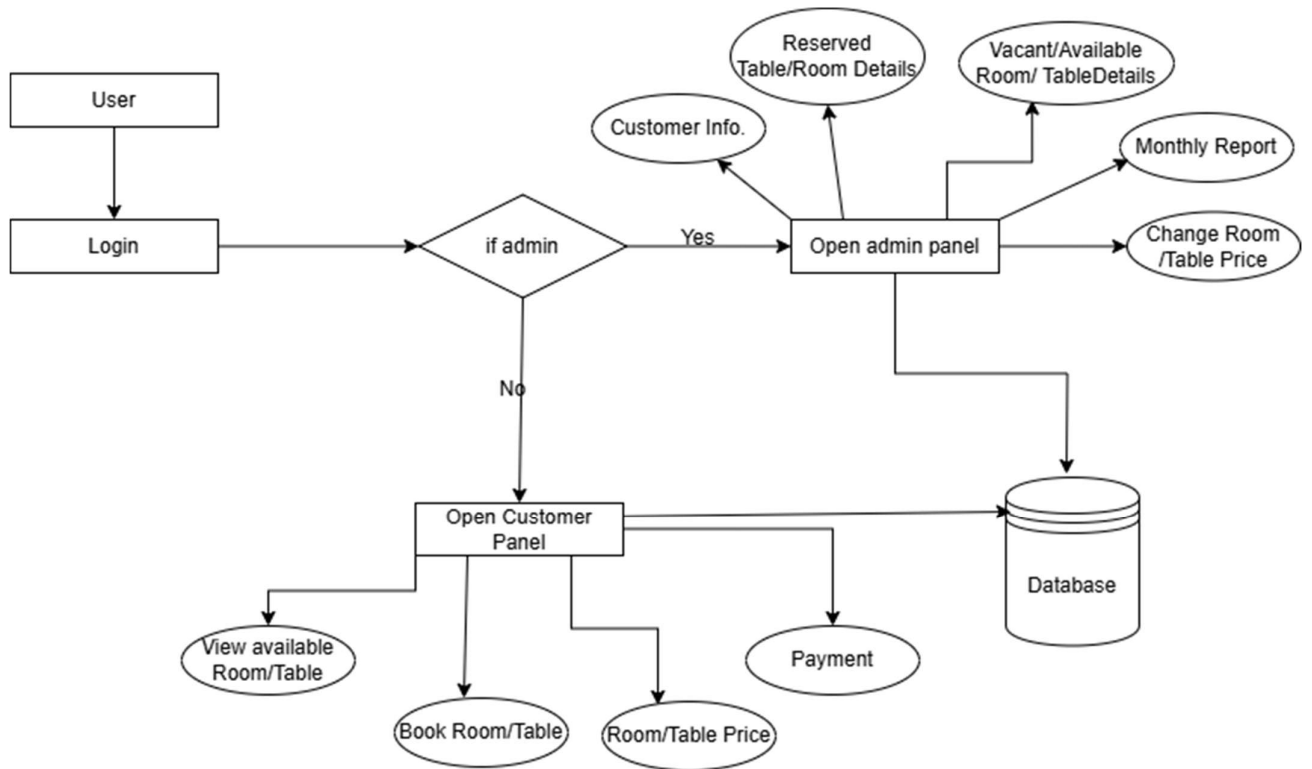 Reserved
Table/Room Details
Vacant/Available
Room/ TableDetails
User
Customer Info.
Monthly Report
Login
if admin
Yes
Open admin panel
Change Room
/Table Price
No
Open Customer
Panel
Database
View available
Room/Table
Payment
Book Room/Table
Room/Table Price